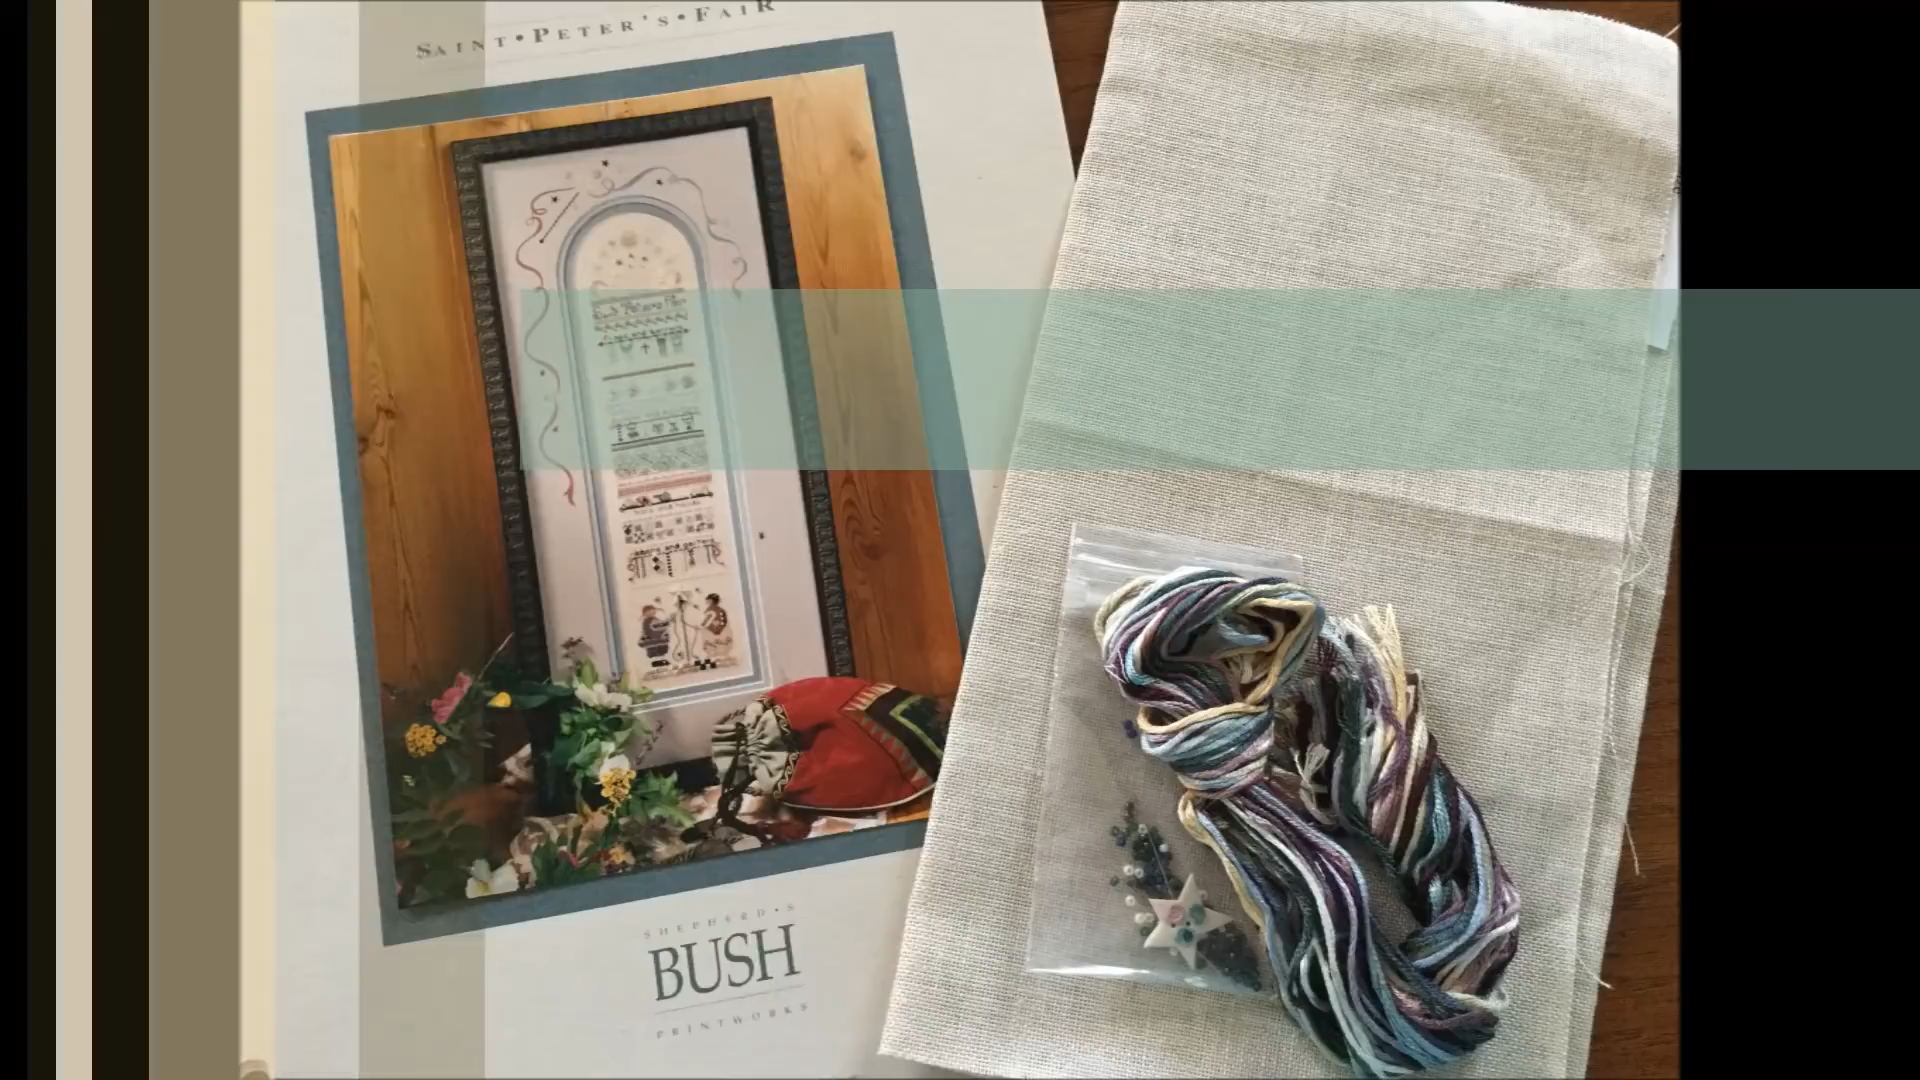 SAINT•PETER'S•FAIR
SHEPHERD'S
BUSH
PRINTWORKS